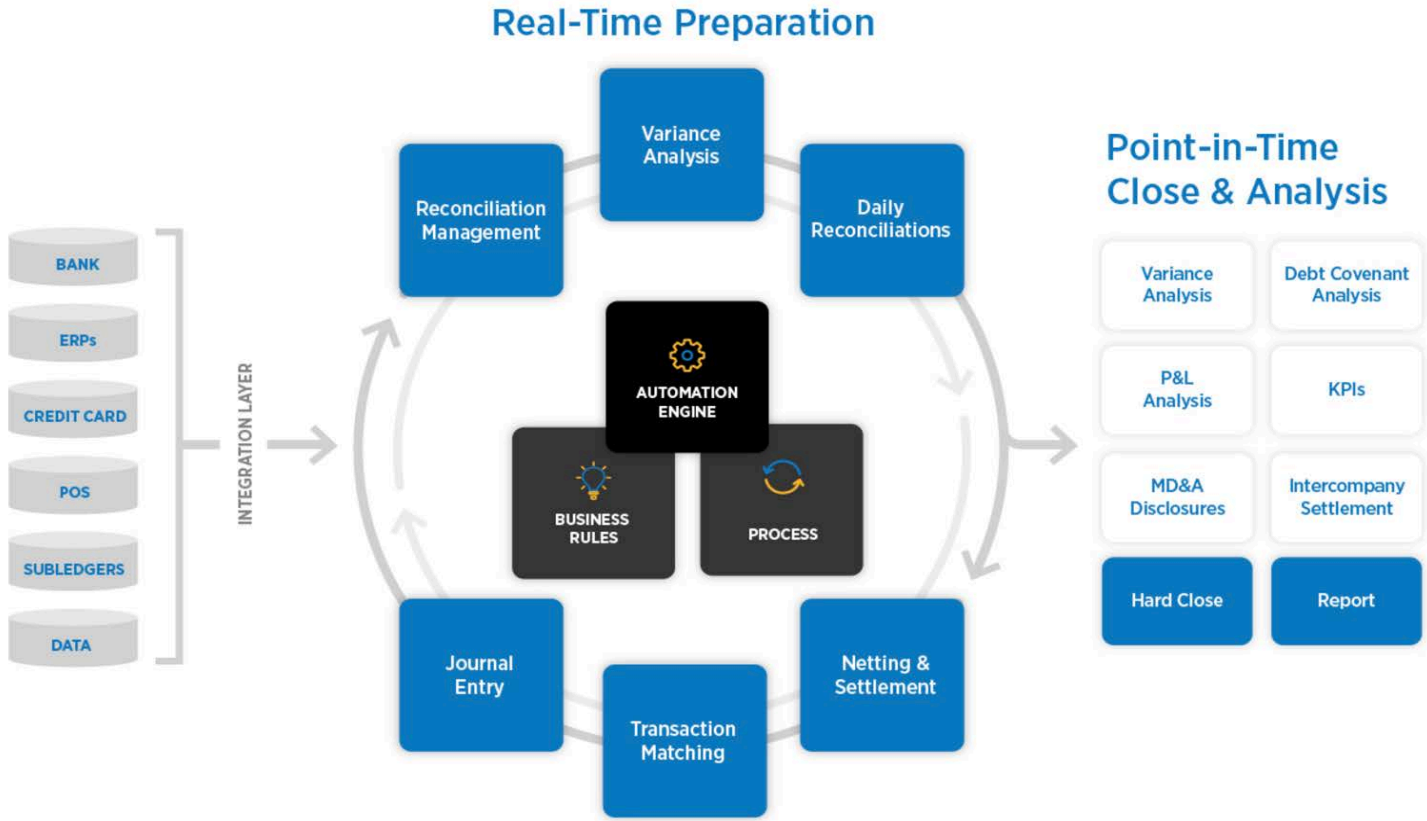 Real-Time Preparation
Variance
Analysis
Reconciliation
Management
Daily
Reconciliations
Point-in-Time
Close & Analysis
BANK
ERPs
CREDIT CARD
POS
SUBLEDGERS
DATA
INTEGRATION LAYER
AUTOMATION
ENGINE
BUSINESS
RULES
PROCESS
Journal
Entry
Transaction
Matching
Netting &
Settlement
Variance
Analysis
Debt Covenant
Analysis
P&L
Analysis
KPIs
MD&A
Disclosures
Intercompany
Settlement
Hard Close
Report